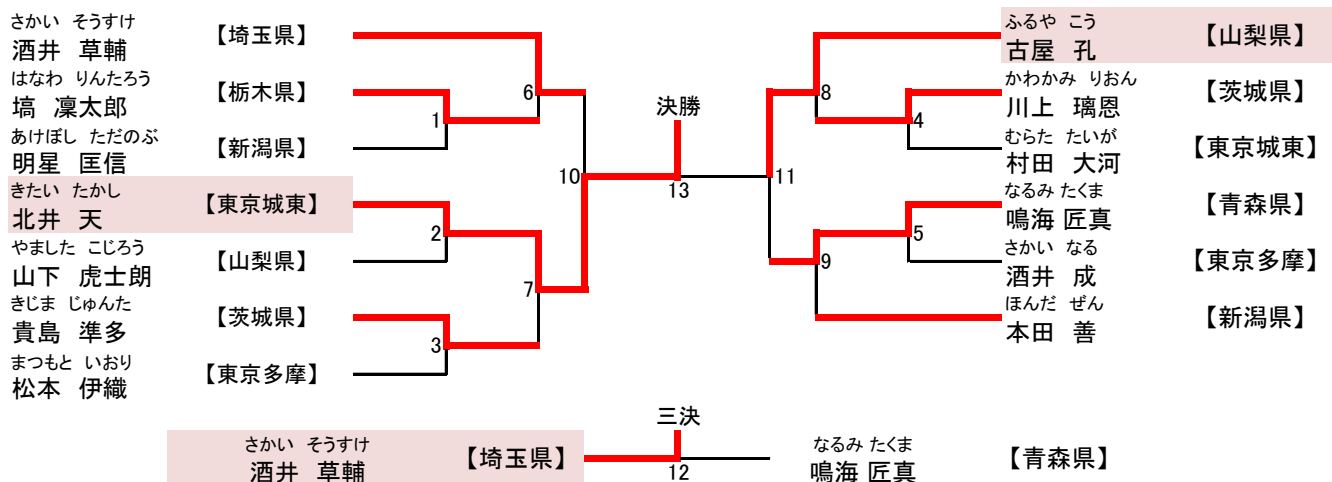 さかい そうすけ
酒井 草輔 【埼玉県】
はなわ りんたろう
塙 凜太郎 【栃木県】
あけぼし ただのぶ
明星 匡信 【新潟県】
きたい たかし
北井 天 【東京城東】
やました こじろう
山下 虎士朗 【山梨県】
きじま じゅんた
貴島 準多 【茨城県】
まつもと いおり
松本 伊織 【東京多摩】
1
2
3
6
7
10
決勝
13
11
8
9
4
5
ふるや こう
古屋 孔 【山梨県】
かわかみ りおん
川上 璃恩 【茨城県】
むらた たいが
村田 大河 【東京城東】
なるみ たくま
鳴海 匠真 【青森県】
さかい なる
酒井 成 【東京多摩】
ほんだ ぜん
本田 善 【新潟県】
三決
さかい そうすけ
酒井 草輔 【埼玉県】
12
なるみ たくま
鳴海 匠真 【青森県】